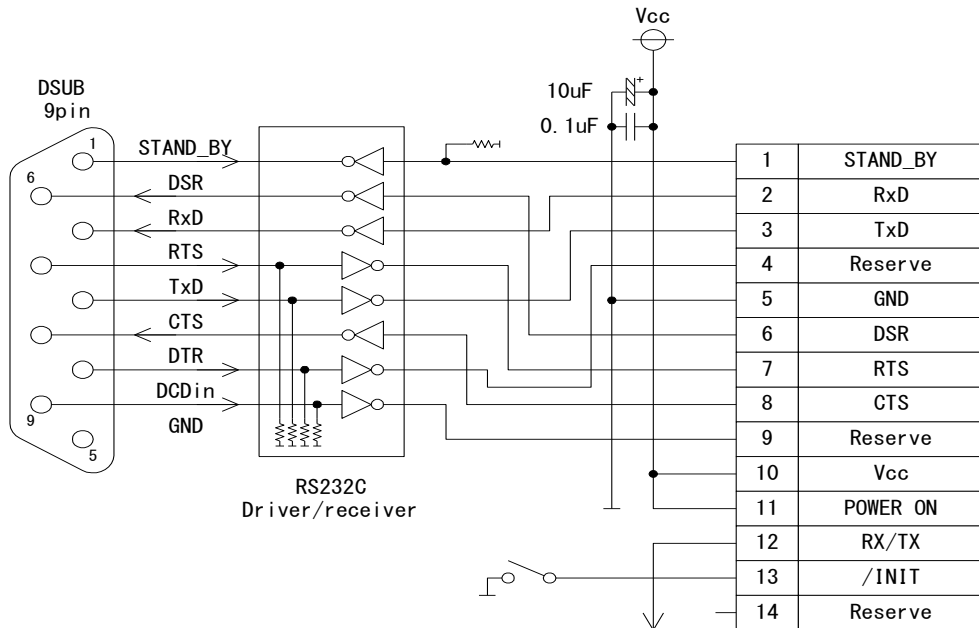 Vcc
10uF
+
0.1uF
DSUB
9pin
1
6
9
5
STAND_BY
DSR
RxD
RTS
TxD
CTS
DTR
DCDin
GND
RS232C
Driver/receiver
1 STAND_BY
2 RxD
3 TxD
4 Reserve
5 GND
6 DSR
7 RTS
8 CTS
9 Reserve
10 Vcc
11 POWER ON
12 RX/TX
13 /INIT
14 Reserve